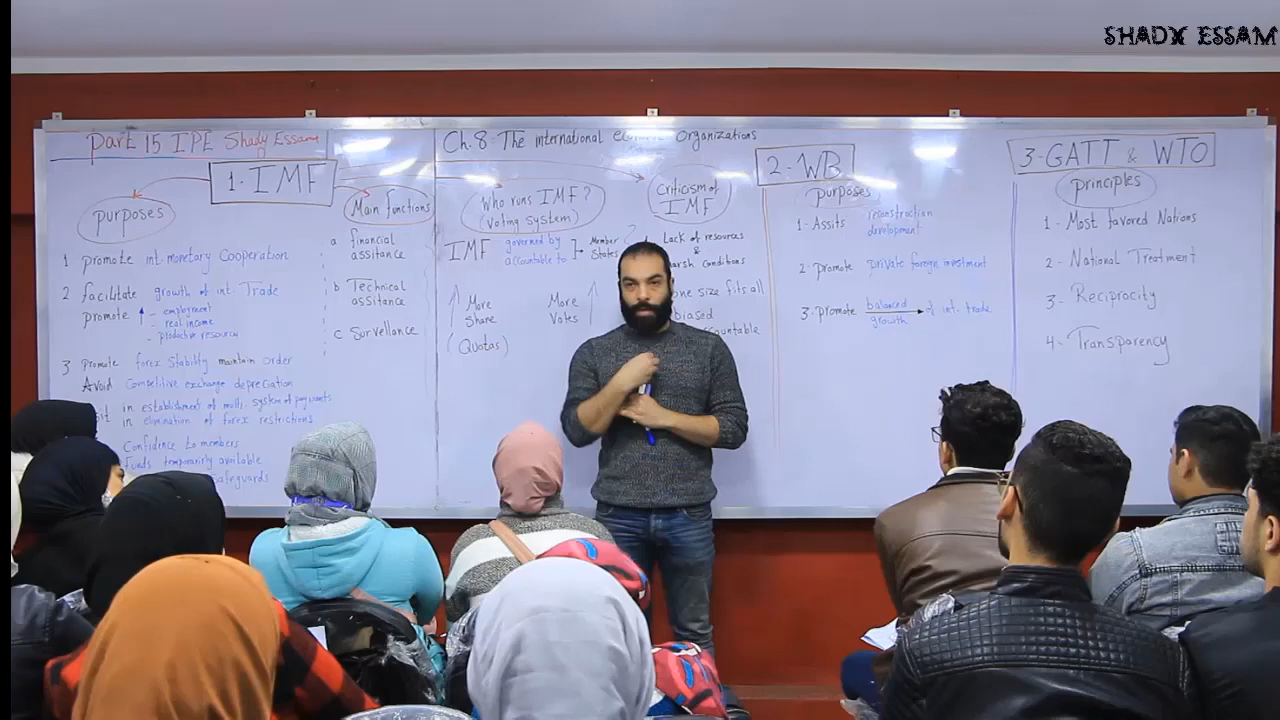 SHADY ESSAM
Part 15 IPE Shady Essam
Ch.8: The international economic Organizations
1-IMF
purposes
1 promote int. monetary Cooperation
2 facilitate growth of int. Trade
promote - employment
- real income
- productive resources
3 promote forex stability maintain order
Avoid Competitive exchange depreciation
in establishment of multi. system of payments
in elimination of forex restrictions
Confidence to members
Funds temporarily available
Safeguards
Main functions
a financial
assitance
b Technical
assitance
c Survellance
Who runs IMF?
(voting system)
IMF governed by
accountable to
Member
States
More
Share
(Quotas)
More
Votes
Criticism of
IMF
Lack of resources
&
harsh Conditions
one size fits all
biased
2-WB
purposes
1-Assits reconstruction
development
2-promote private foreign investment
3-promote balanced growth of int. trade
3-GATT & WTO
principles
1-Most favored Nations
2-National Treatment
3-Reciprocity
4-Transparency